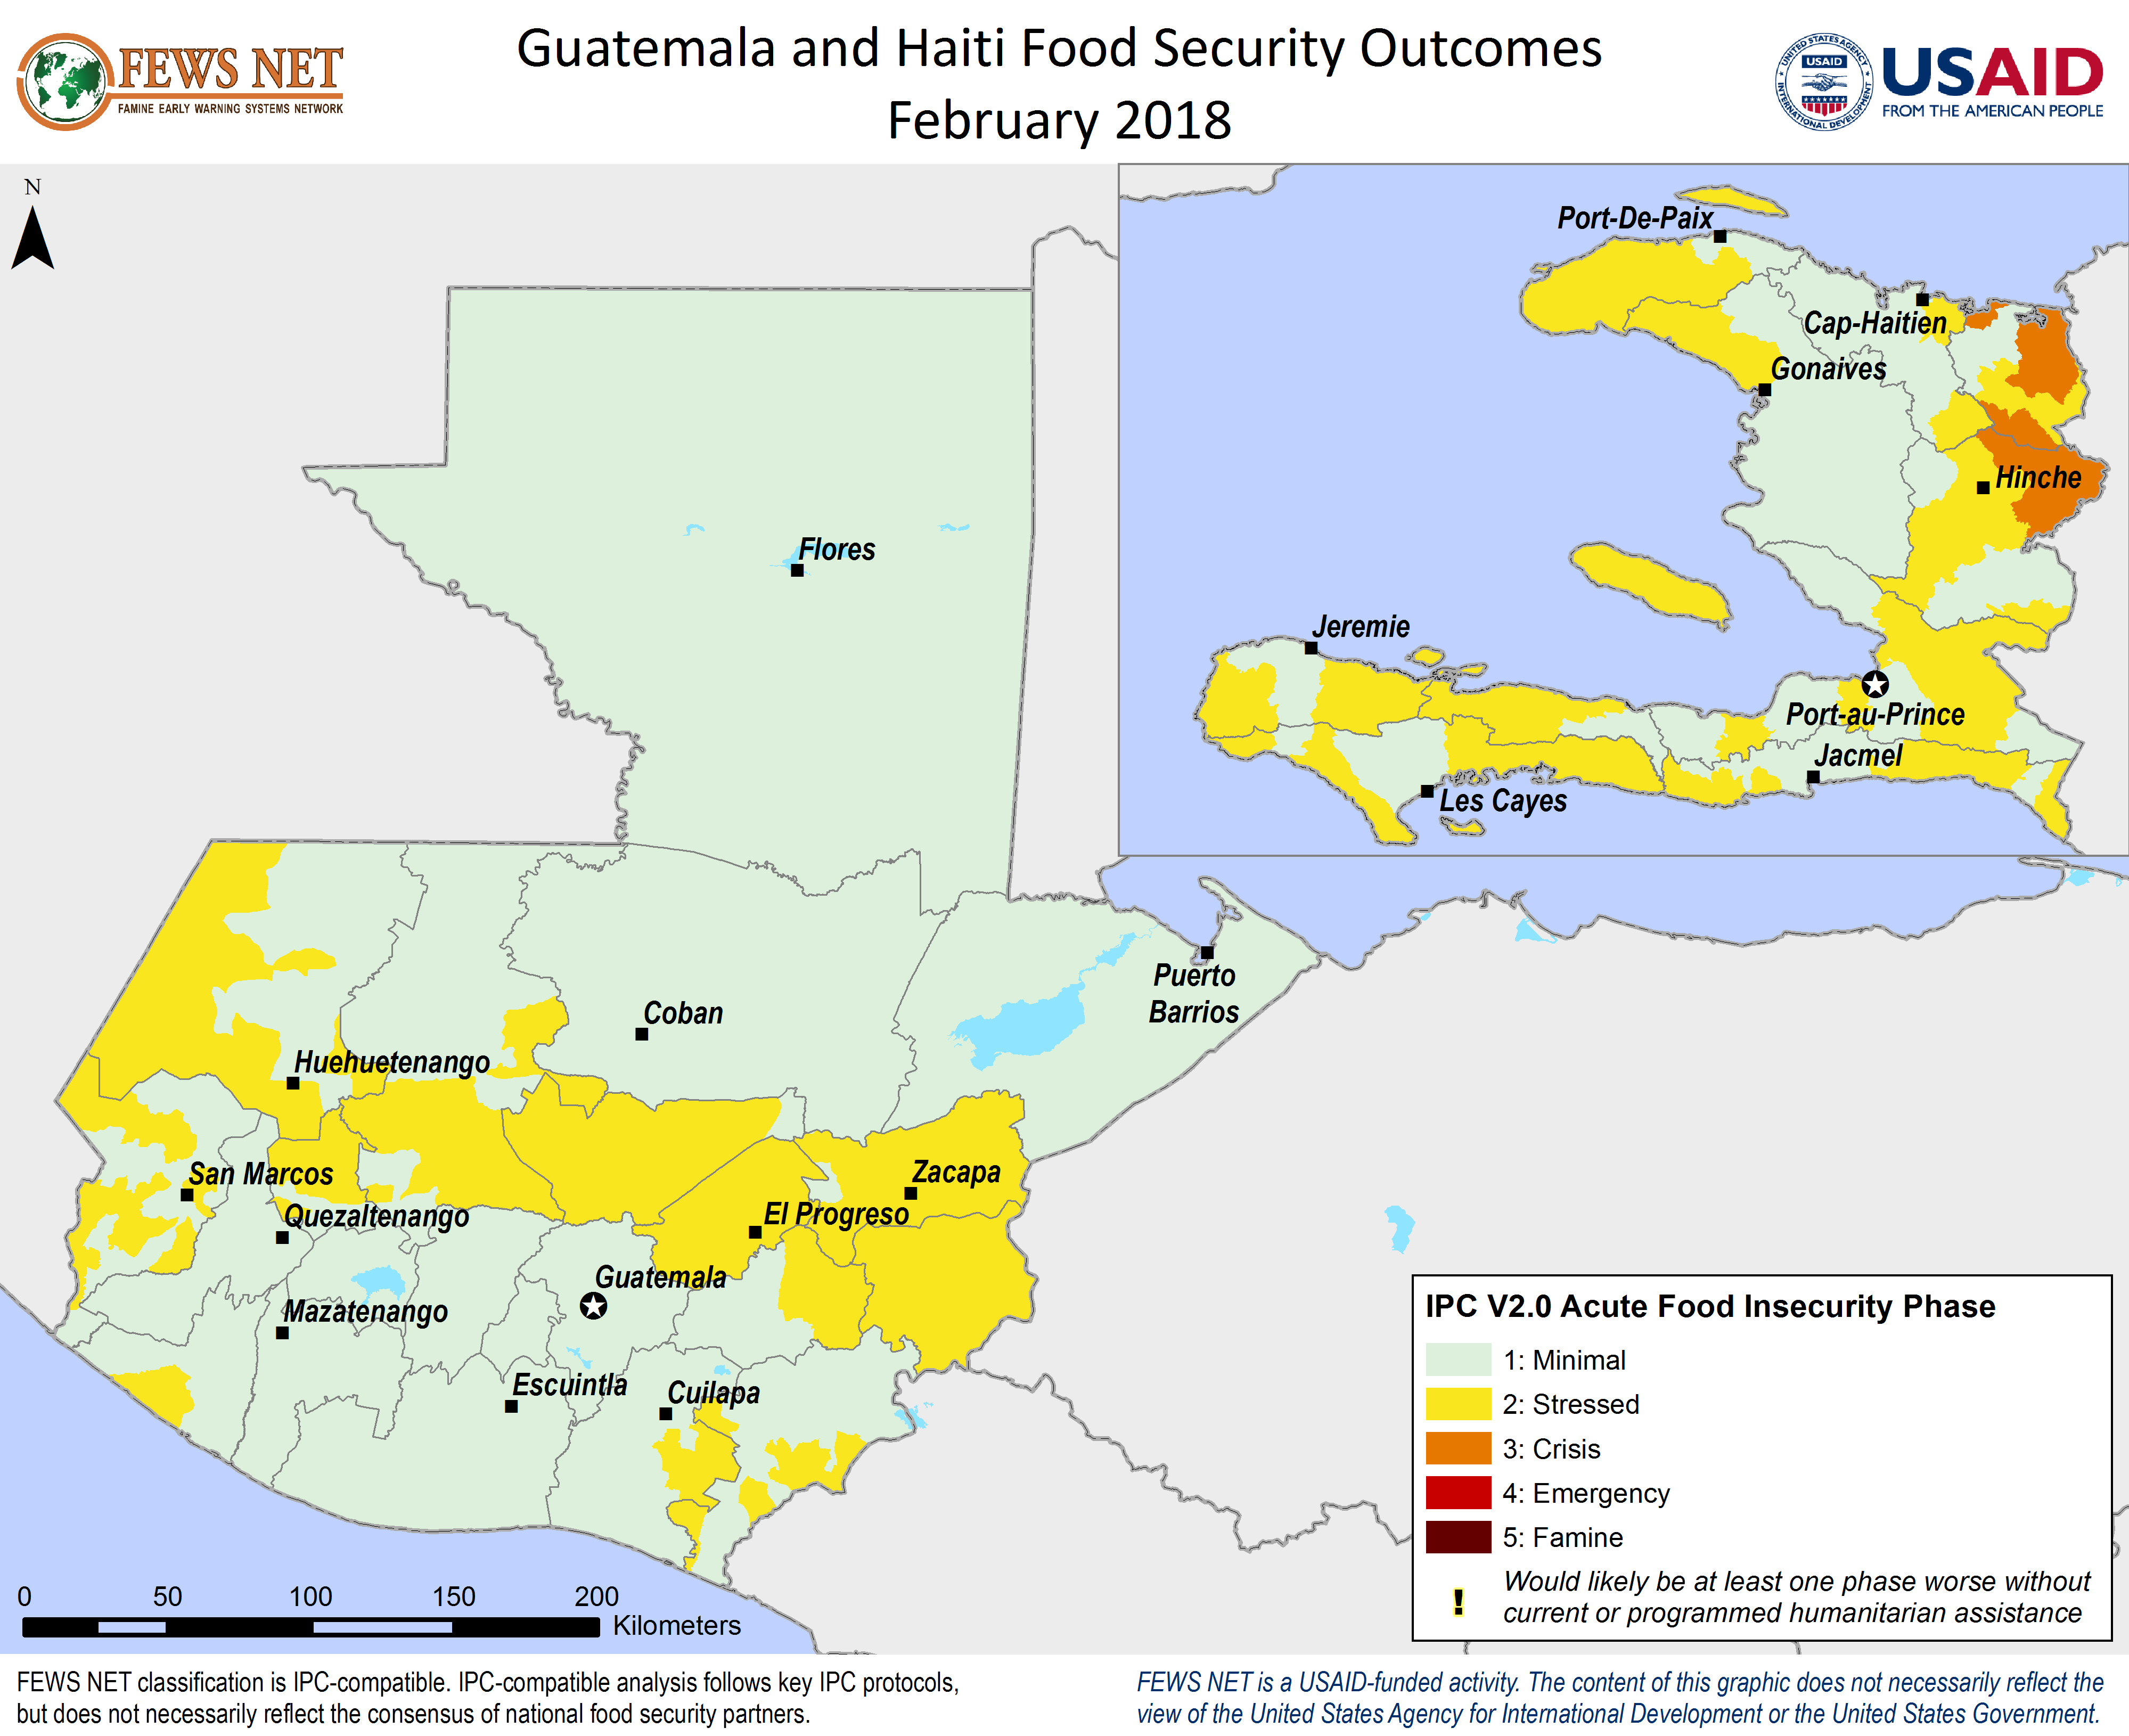 FEWS NET
FAMINE EARLY WARNING SYSTEMS NETWORK
Guatemala and Haiti Food Security Outcomes
February 2018
UNITED STATES AGENCY
USAID
INTERNATIONAL DEVELOPMENT
USAID
FROM THE AMERICAN PEOPLE
N
Port-De-Paix
Cap-Haitien
Gonaives
Hinche
Jeremie
Port-au-Prince
Jacmel
Les Cayes
Flores
Puerto
Barrios
Coban
Huehuetenango
San Marcos
Zacapa
Quezaltenango
El Progreso
Guatemala
Mazatenango
Escuintla
Cuilapa
IPC V2.0 Acute Food Insecurity Phase
1: Minimal
2: Stressed
3: Crisis
4: Emergency
5: Famine
! Would likely be at least one phase worse without
current or programmed humanitarian assistance
0 50 100 150 200
Kilometers
FEWS NET classification is IPC-compatible. IPC-compatible analysis follows key IPC protocols,
but does not necessarily reflect the consensus of national food security partners.
FEWS NET is a USAID-funded activity. The content of this graphic does not necessarily reflect the
view of the United States Agency for International Development or the United States Government.